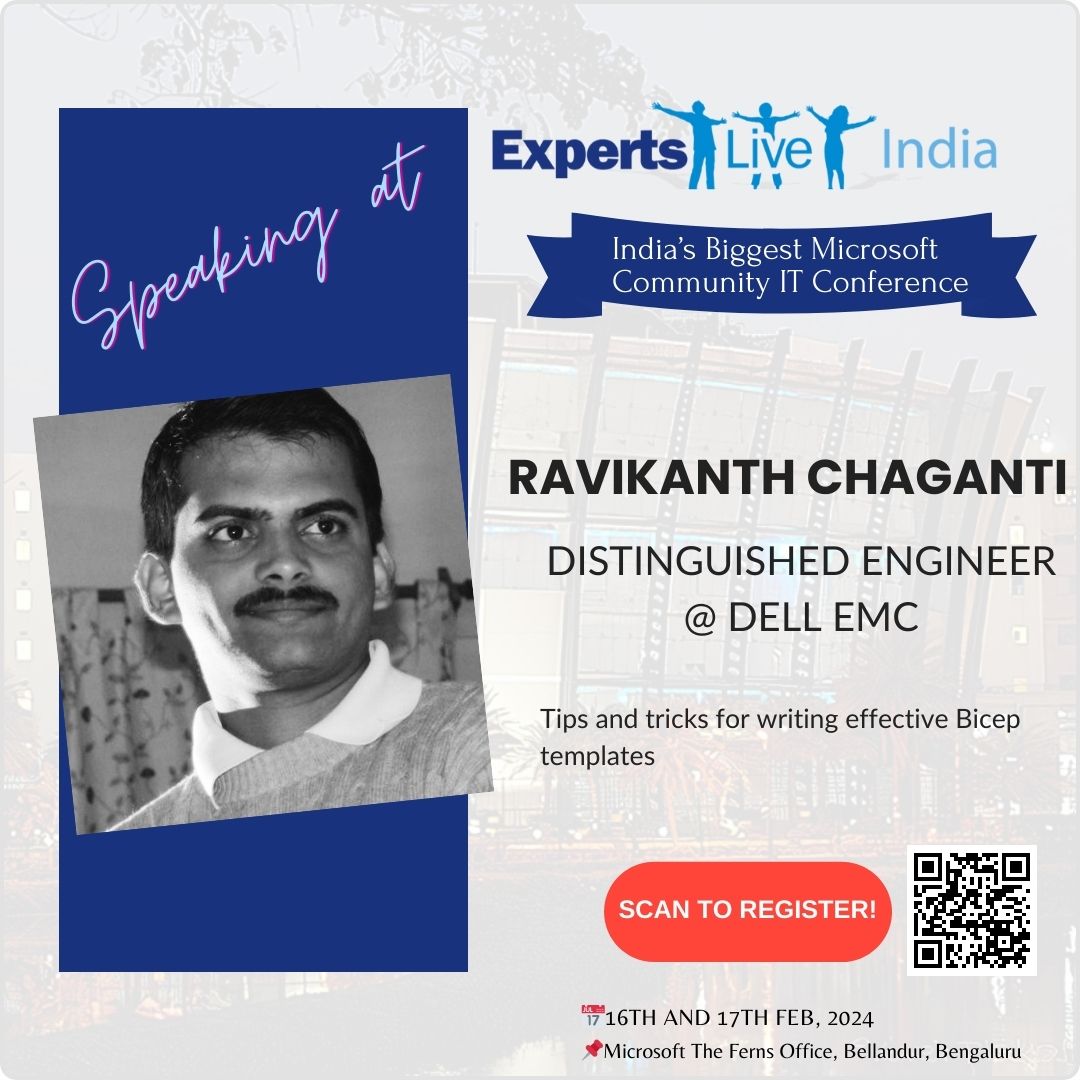 Speaking at
Experts Live India
India’s Biggest Microsoft
Community IT Conference
RAVIKANTH CHAGANTI
DISTINGUISHED ENGINEER
@ DELL EMC
Tips and tricks for writing effective Bicep
templates
SCAN TO REGISTER!
📅16TH AND 17TH FEB, 2024
📌Microsoft The Ferns Office, Bellandur, Bengaluru